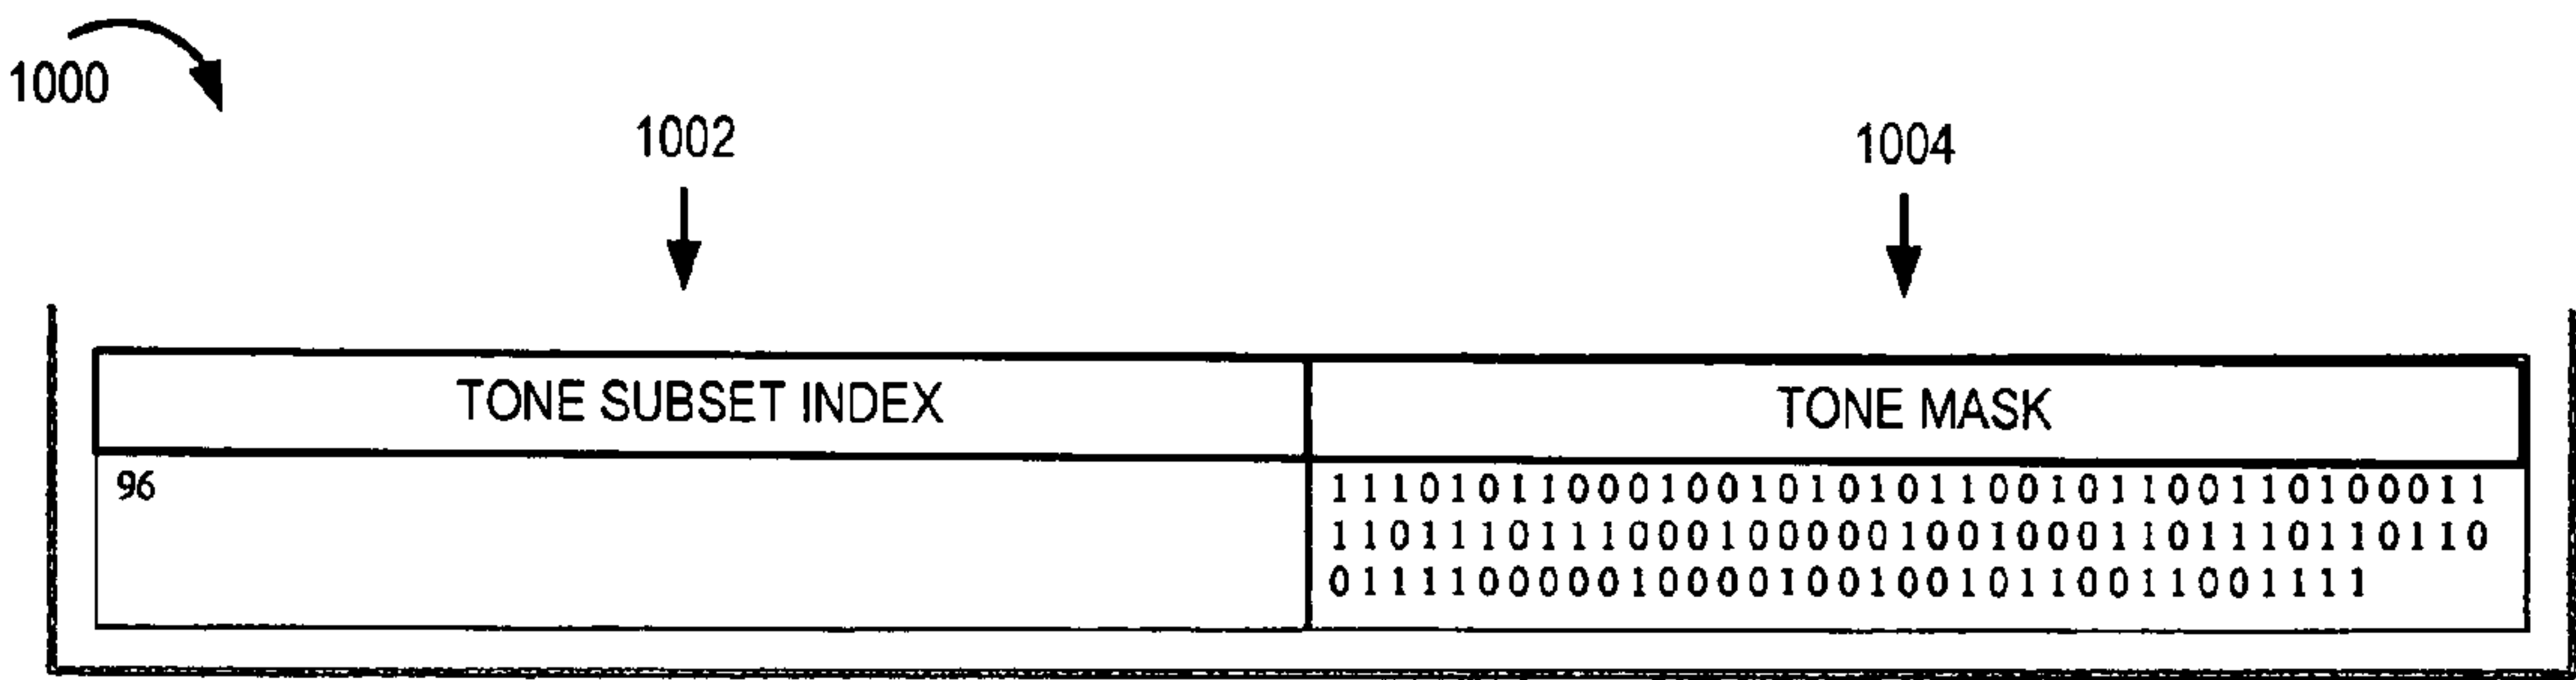 1000
1002
1004
TONE SUBSET INDEX
TONE MASK
96
1 1 1 0 1 0 1 1 0 0 0 1 0 0 1 0 1 0 1 0 1 1 0 0 1 0 1 1 0 0 1 1 0 1 0 0 0 1 1
1 1 0 1 1 1 0 1 1 1 0 0 0 1 0 0 0 0 0 1 0 0 1 0 0 0 1 1 0 1 1 1 0 1 1 0 1 1 0
0 1 1 1 1 0 0 0 0 0 1 0 0 0 0 1 0 0 1 0 0 1 0 1 1 0 0 1 1 0 0 1 1 1 1